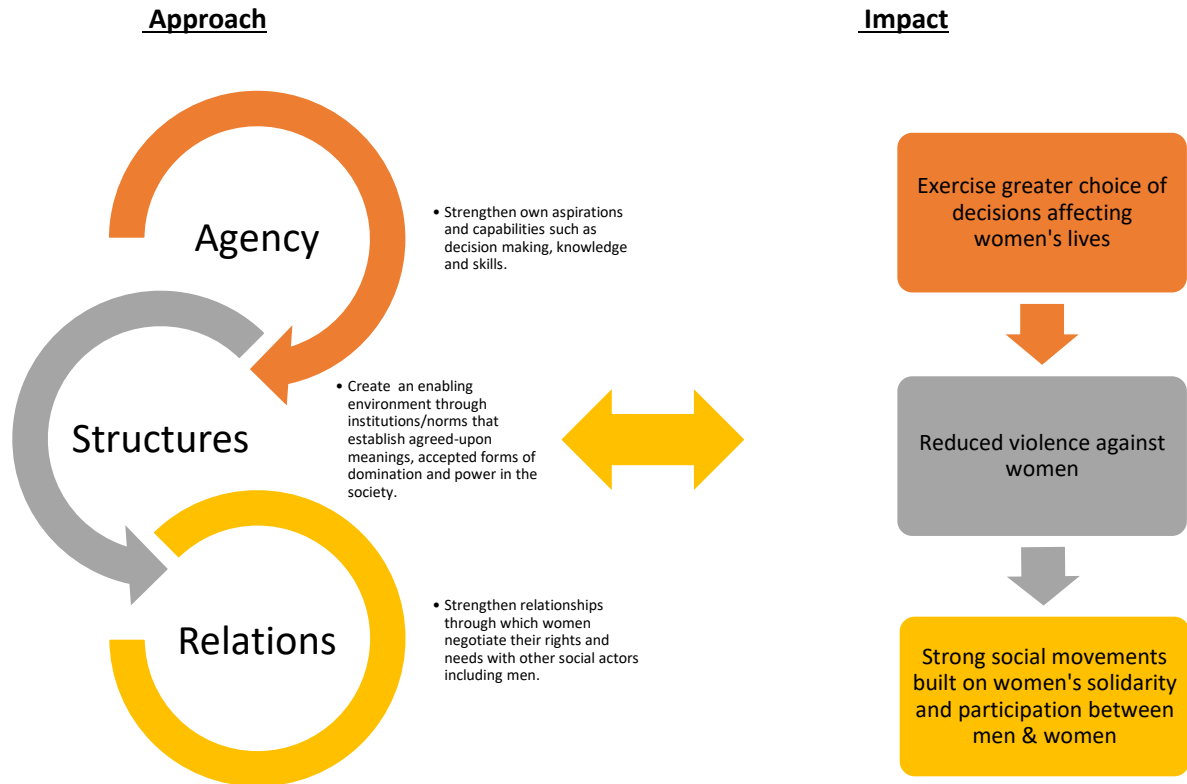 Approach
Impact
Agency
• Strengthen own aspirations
and capabilities such as
decision making, knowledge
and skills.
Structures
• Create an enabling
environment through
institutions/norms that
establish agreed-upon
meanings, accepted forms of
domination and power in the
society.
Relations
• Strengthen relationships
through which women
negotiate their rights and
needs with other social actors
including men.
Exercise greater choice of
decisions affecting
women's lives
Reduced violence against
women
Strong social movements
built on women's solidarity
and participation between
men & women